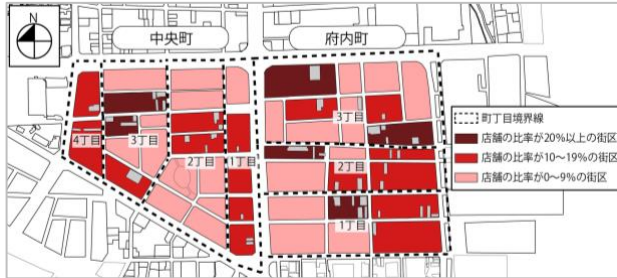 N
中央町
府内町
3丁目
4丁目
3丁目
2丁目
1丁目
2丁目
1丁目
町丁目境界線
店舗の比率が20%以上の街区
店舗の比率が10〜19%の街区
店舗の比率が0〜9%の街区